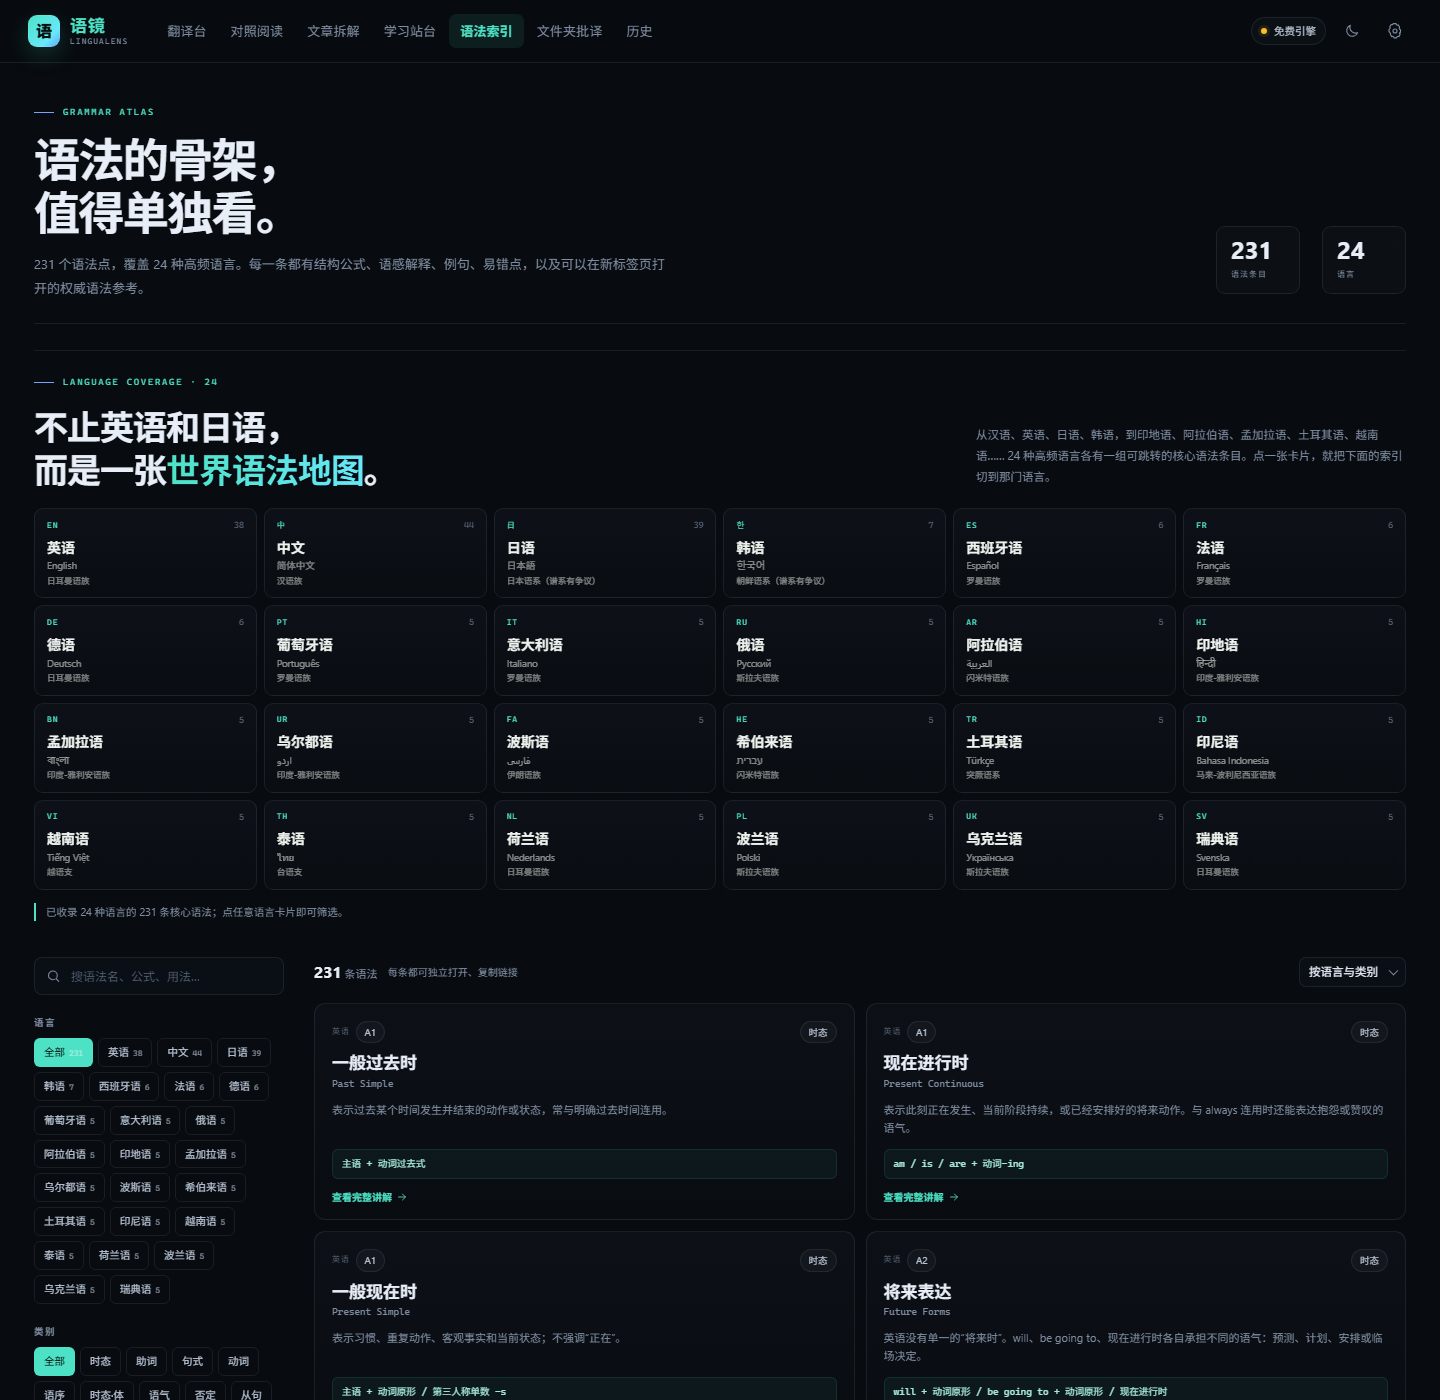 语 语镜 LINGUALENS 翻译台 对照阅读 文章拆解 学习站台 语法索引 文件夹批译 历史 免费引擎
GRAMMAR ATLAS
语法的骨架，
值得单独看。
231 个语法点，覆盖 24 种高频语言。每一条都有结构公式、语感解释、例句、易错点，以及可以在新标签页打
开的权威语法参考。
231 语法条目
24 语言
LANGUAGE COVERAGE · 24
不止英语和日语，
而是一张世界语法地图。
从汉语、英语、日语、韩语，到印地语、阿拉伯语、孟加拉语、土耳其语、越南
语…… 24 种高频语言各有一组可跳转的核心语法条目。点一张卡片，就把下面的索引
切到那门语言。
EN 38
英语
English
日耳曼语族
中 44
中文
简体中文
汉语族
日 39
日语
日本語
日本语系（谱系有争议）
한 7
韩语
한국어
朝鲜语系（谱系有争议）
ES 6
西班牙语
Español
罗曼语族
FR 6
法语
Français
罗曼语族
DE 6
德语
Deutsch
日耳曼语族
PT 5
葡萄牙语
Português
罗曼语族
IT 5
意大利语
Italiano
罗曼语族
RU 5
俄语
Русский
斯拉夫语族
AR 5
阿拉伯语
العربية
闪米特语族
HI 5
印地语
हिन्दी
印度-雅利安语族
BN 5
孟加拉语
বাংলা
印度-雅利安语族
UR 5
乌尔都语
اردو
印度-雅利安语族
FA 5
波斯语
فارسی
伊朗语族
HE 5
希伯来语
עברית
闪米特语族
TR 5
土耳其语
Türkçe
突厥语系
ID 5
印尼语
Bahasa Indonesia
马来-波利尼西亚语族
VI 5
越南语
Tiếng Việt
越语支
TH 5
泰语
ไทย
台语支
NL 5
荷兰语
Nederlands
日耳曼语族
PL 5
波兰语
Polski
斯拉夫语族
UK 5
乌克兰语
Українська
斯拉夫语族
SV 5
瑞典语
Svenska
日耳曼语族
已收录 24 种语言的 231 条核心语法；点任意语言卡片即可筛选。
搜语法名、公式、用法...
语言
全部 231 英语 38 中文 44 日语 39
韩语 7 西班牙语 6 法语 6 德语 6
葡萄牙语 5 意大利语 5 俄语 5
阿拉伯语 5 印地语 5 孟加拉语 5
乌尔都语 5 波斯语 5 希伯来语 5
土耳其语 5 印尼语 5 越南语 5
泰语 5 荷兰语 5 波兰语 5
乌克兰语 5 瑞典语 5
类别
全部 时态 助词 句式 动词
语序 时态·体 语气 否定 从句
231 条语法 每条都可独立打开、复制链接 按语言与类别
英语 A1 时态
一般过去时
Past Simple
表示过去某个时间发生并结束的动作或状态，常与明确过去时间连用。
主语 + 动词过去式
查看完整讲解 →
英语 A1 时态
现在进行时
Present Continuous
表示此刻正在发生、当前阶段持续，或已经安排好的将来动作。与 always 连用时还能表达抱怨或赞叹的
语气。
am / is / are + 动词-ing
查看完整讲解 →
英语 A1 时态
一般现在时
Present Simple
表示习惯、重复动作、客观事实和当前状态；不强调“正在”。
主语 + 动词原形 / 第三人称单数 -s
英语 A2 时态
将来表达
Future Forms
英语没有单一的“将来时”。will、be going to、现在进行时各自承担不同的语气：预测、计划、安排或临
场决定。
will + 动词原形 / be going to + 动词原形 / 现在进行时